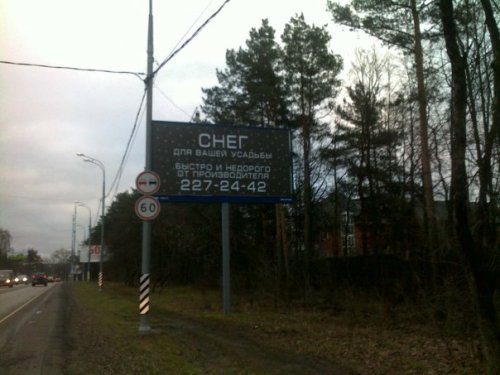 СНЕГ
ДЛЯ ВАШЕЙ УСАДЬБЫ
БЫСТРО И НЕДОРОГО
ОТ ПРОИЗВОДИТЕЛЯ
227-24-42
60